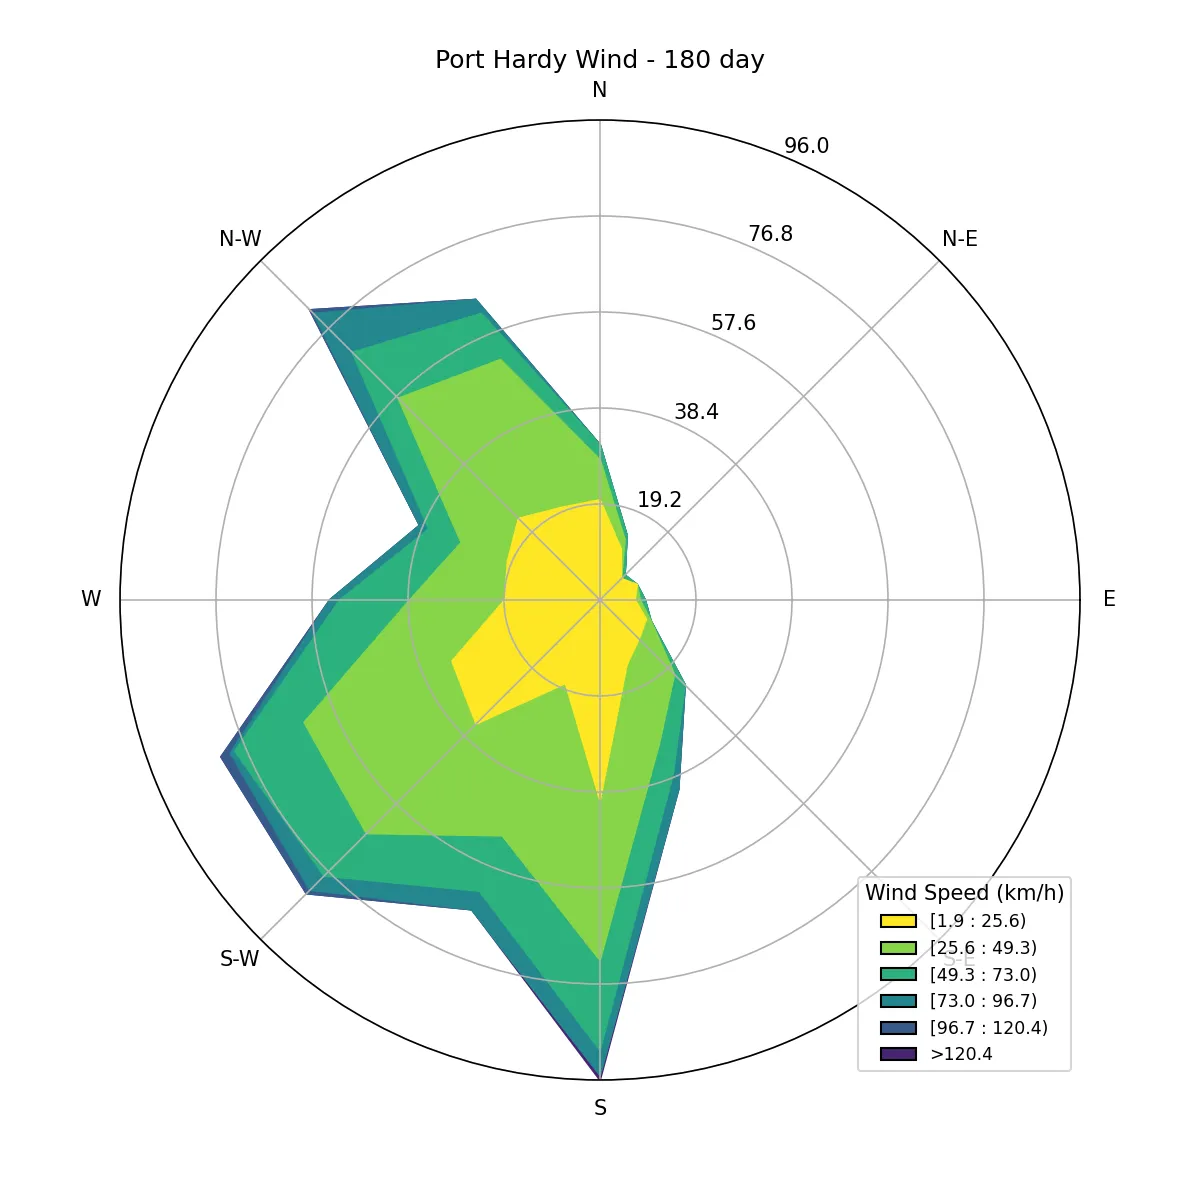 Port Hardy Wind - 180 day
N
96.0
76.8
N-W
N-E
57.6
38.4
19.2
W
E
Wind Speed (km/h)
[1.9 : 25.6)
[25.6 : 49.3)
S-W
S-E
[49.3 : 73.0)
[73.0 : 96.7)
[96.7 : 120.4)
>120.4
S